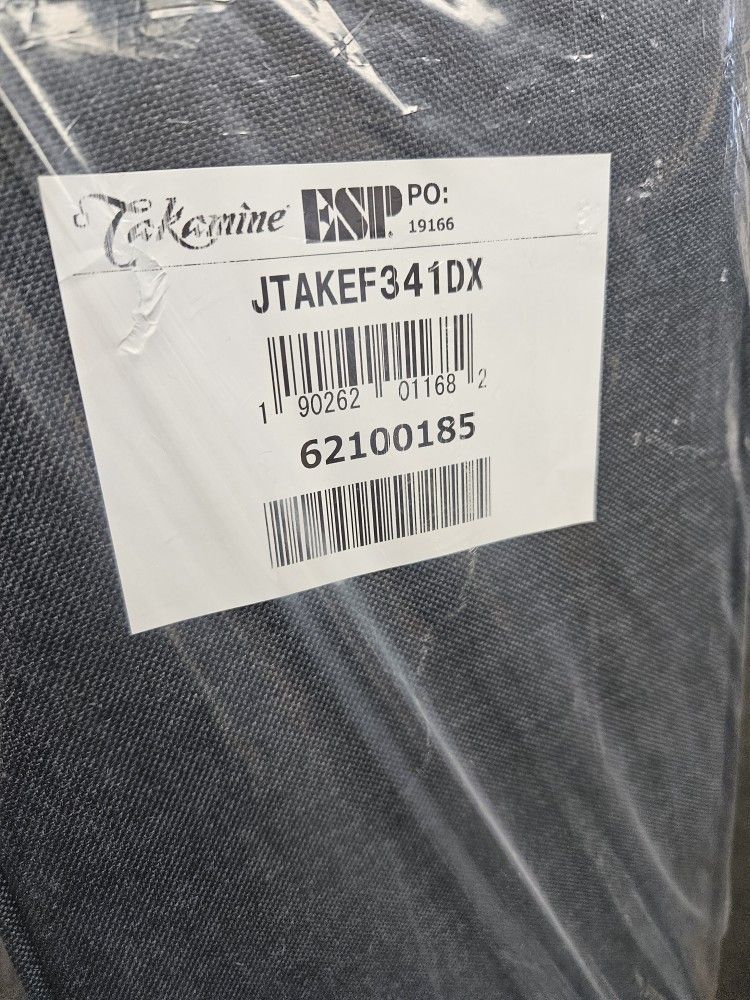 Takamine ESP PO:
19166
JTAKEF341DX
1 90262 01168 2
62100185